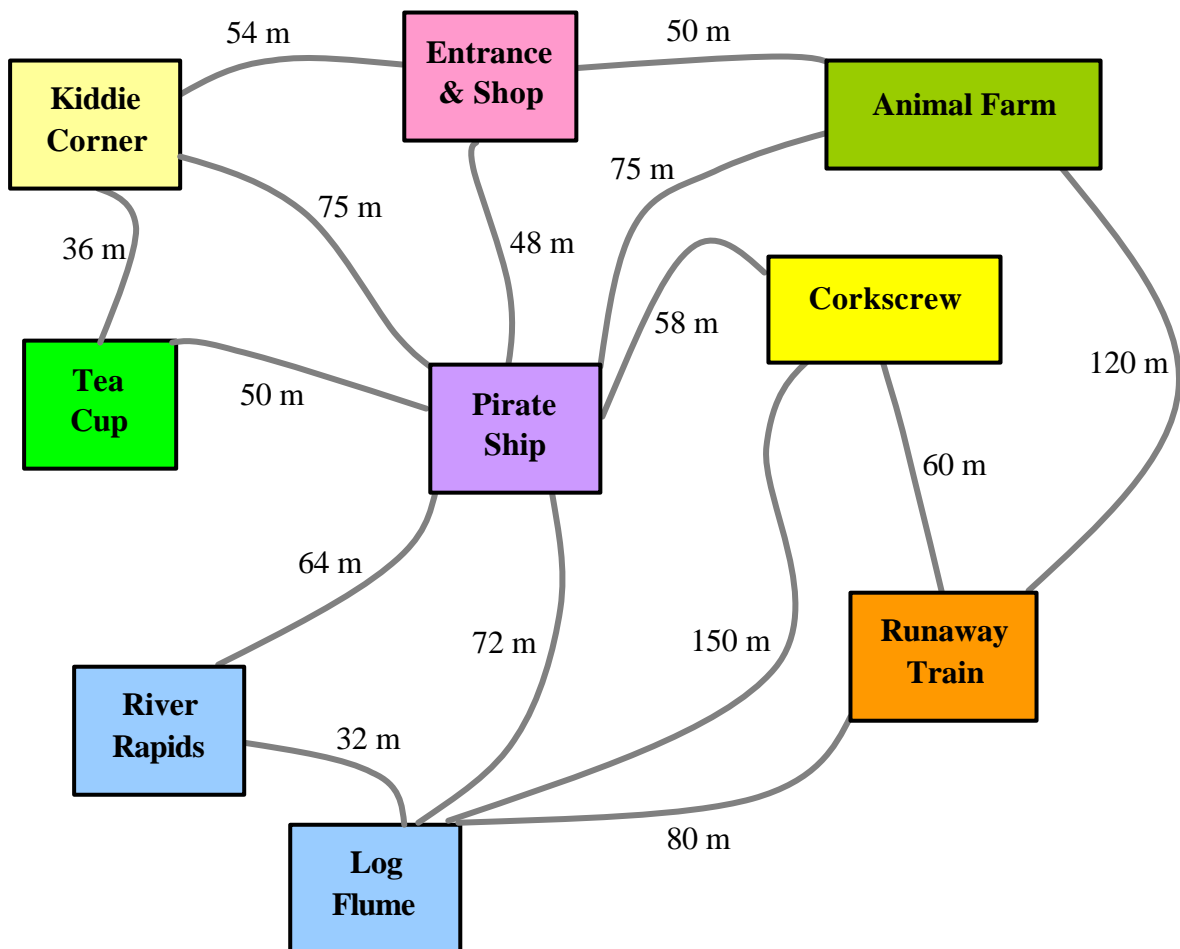 54 m
Entrance
& Shop
50 m
Kiddie
Corner
Animal Farm
75 m
75 m
36 m
48 m
Corkscrew
58 m
Tea
Cup
50 m
Pirate
Ship
120 m
60 m
64 m
72 m
150 m
Runaway
Train
River
Rapids
32 m
80 m
Log
Flume